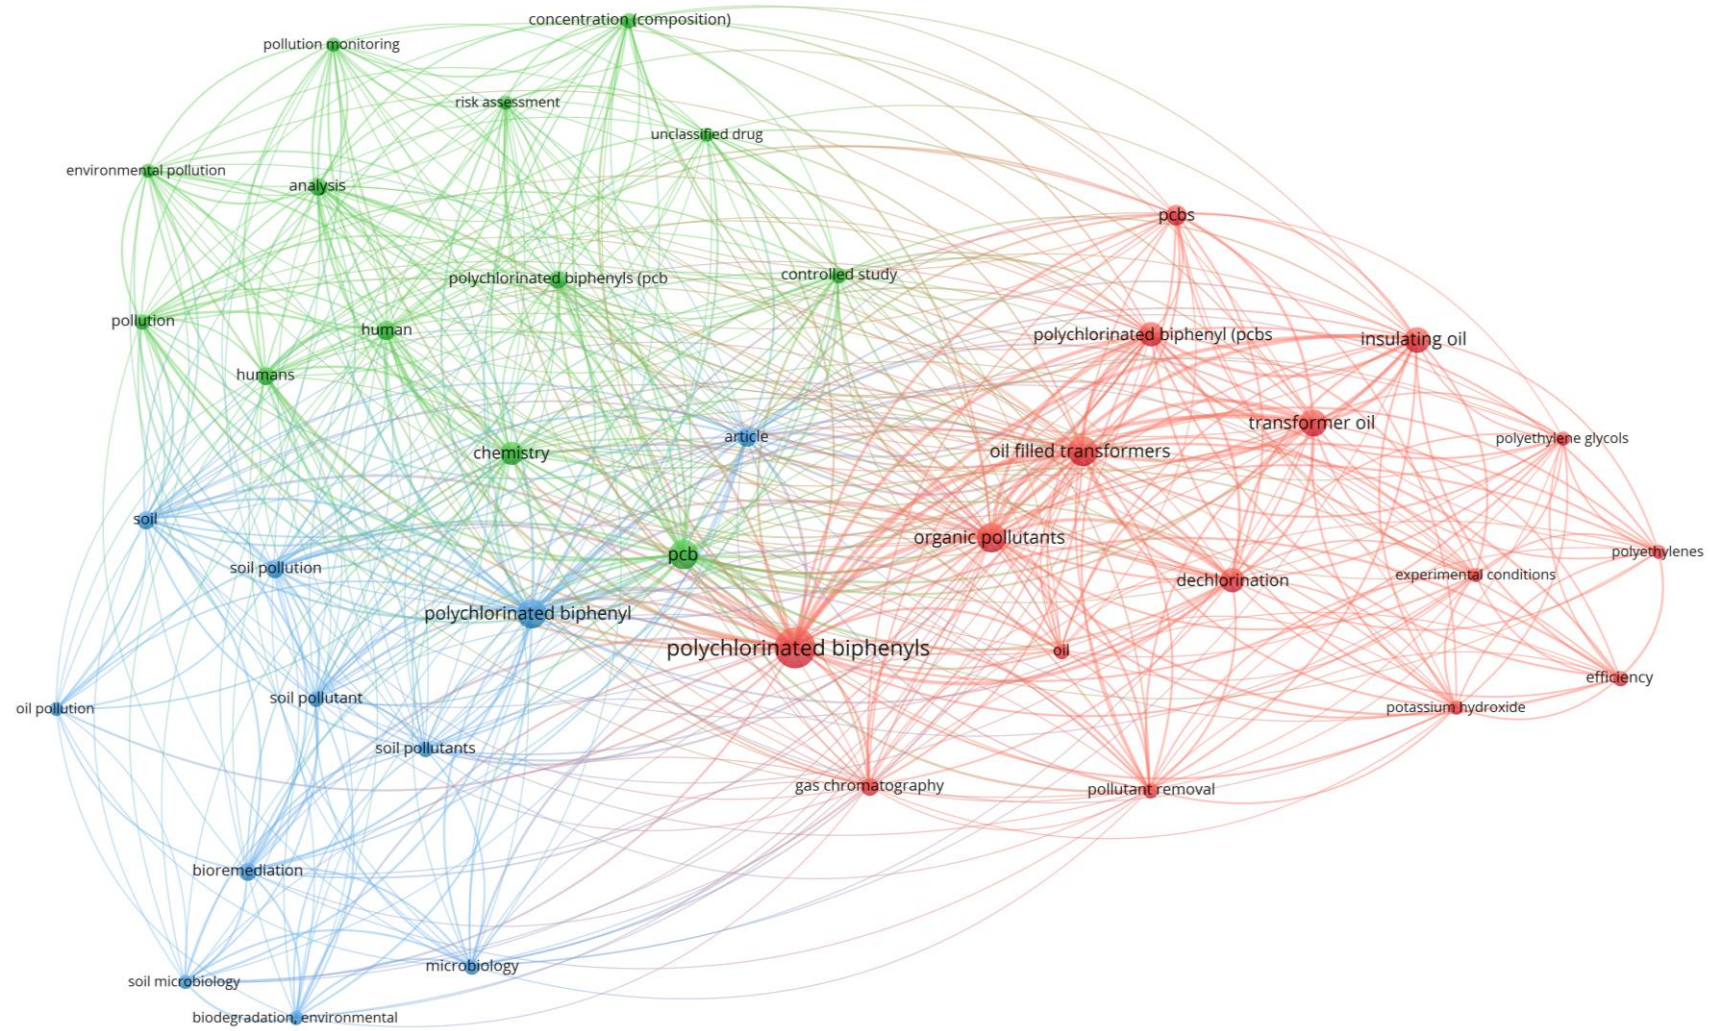 concentration (composition)
pollution monitoring
risk assessment
unclassified drug
environmental pollution
analysis
pcbs
polychlorinated biphenyls (pcb
controlled study
pollution
human
polychlorinated biphenyl (pcbs
insulating oil
humans
transformer oil
article
polyethylene glycols
chemistry
oil filled transformers
soil
organic pollutants
pcb
polyethylenes
soil pollution
experimental conditions
dechlorination
polychlorinated biphenyl
polychlorinated biphenyls
oil
efficiency
soil pollutant
oil pollution
potassium hydroxide
soil pollutants
gas chromatography
pollutant removal
bioremediation
microbiology
soil microbiology
biodegradation, environmental